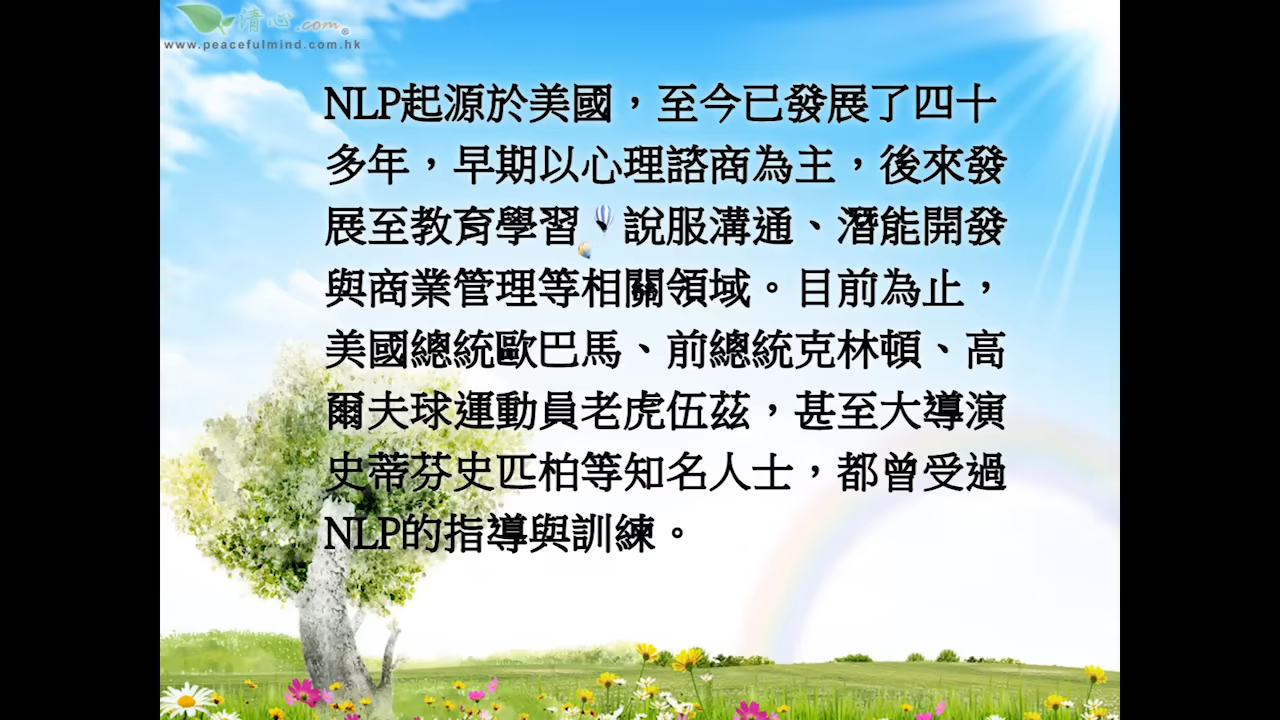 清心.com®
www.peacefulmind.com.hk
NLP起源於美國，至今已發展了四十
多年，早期以心理諮商為主，後來發
展至教育學習、說服溝通、潛能開發
與商業管理等相關領域。目前為止，
美國總統歐巴馬、前總統克林頓、高
爾夫球運動員老虎伍茲，甚至大導演
史蒂芬史匹柏等知名人士，都曾受過
NLP的指導與訓練。